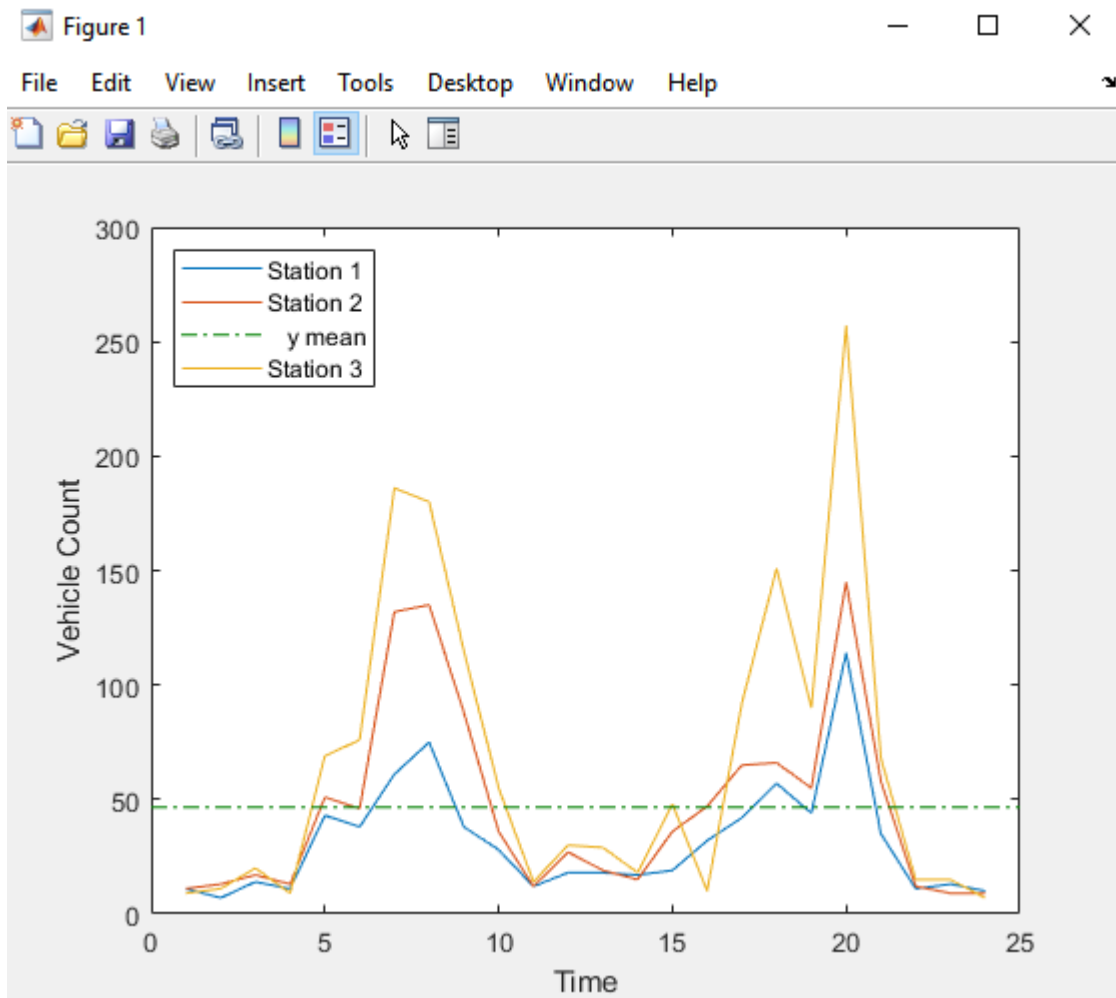 Figure 1
File Edit View Insert Tools Desktop Window Help
300
250
200
150
100
50
0
Vehicle Count
Station 1
Station 2
y mean
Station 3
0 5 10 15 20 25
Time